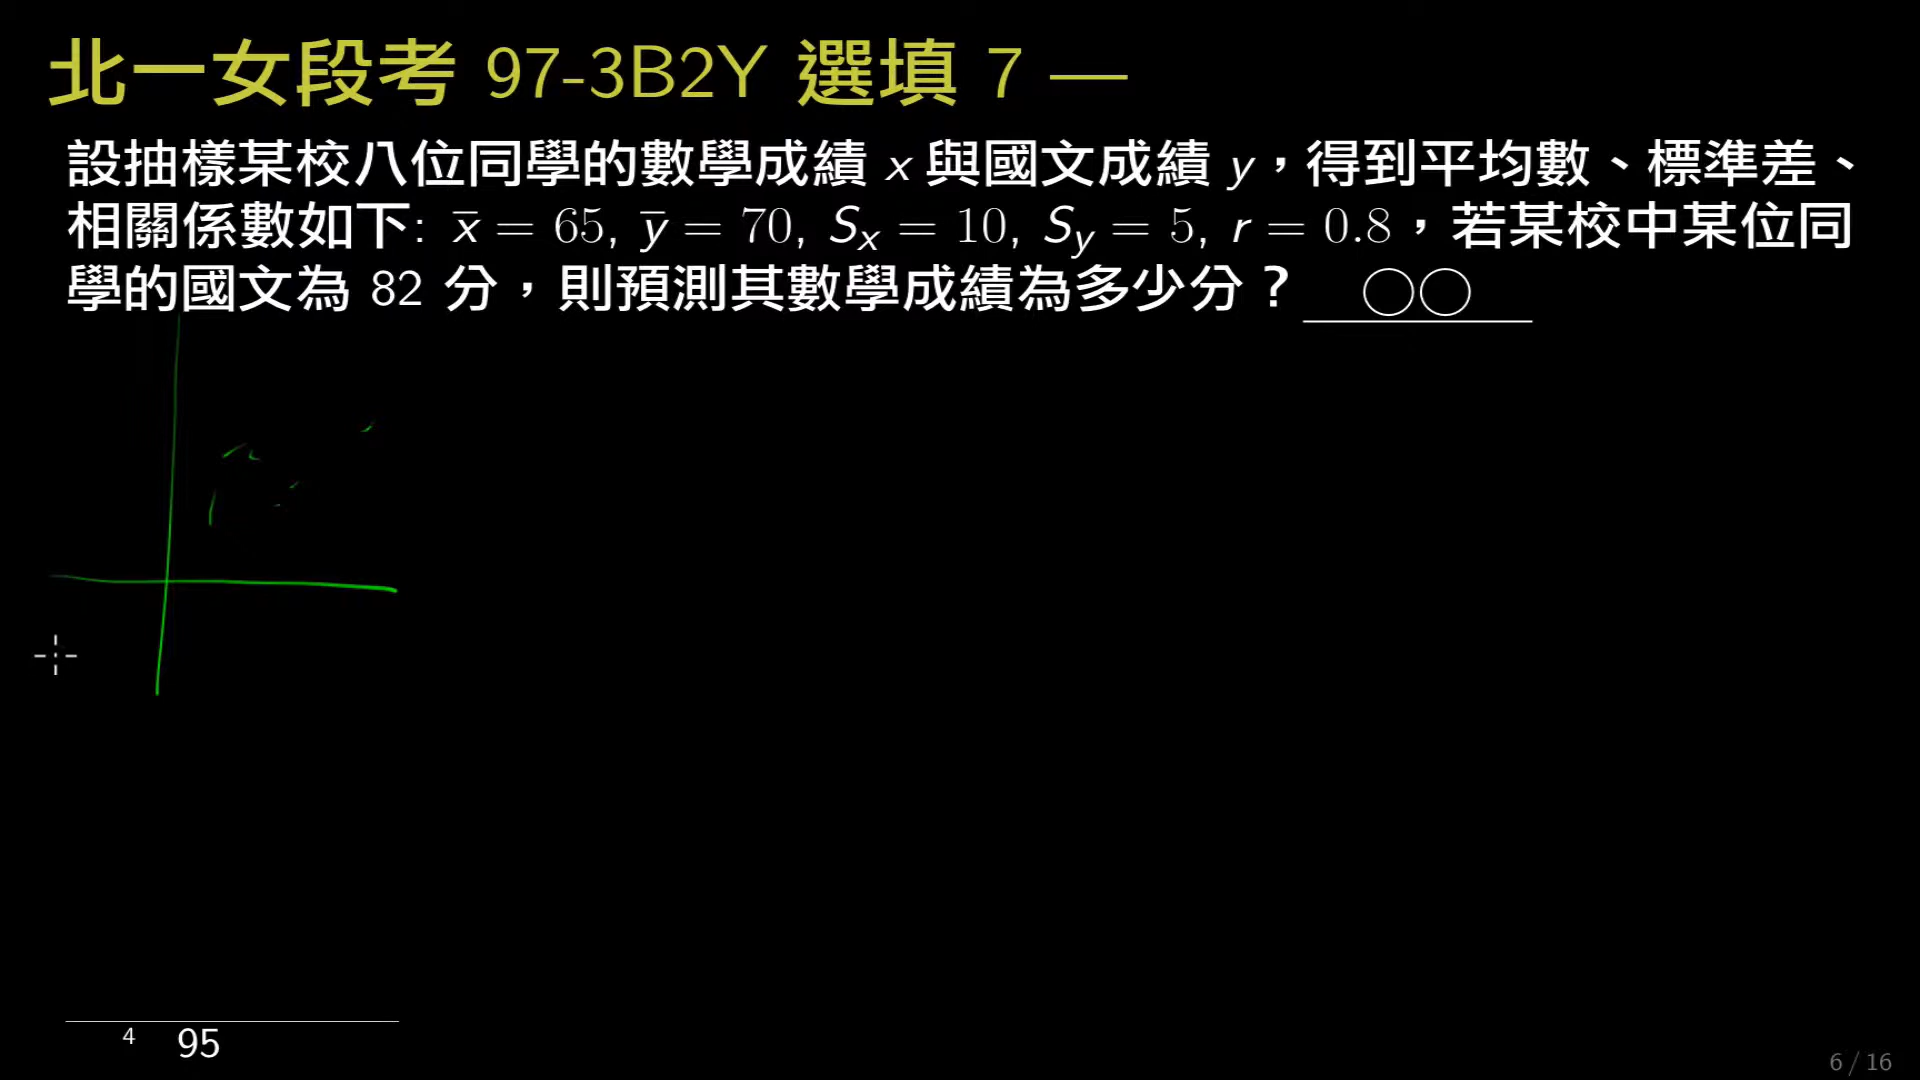 北一女段考 97-3B2Y 選填 7 —
設抽樣某校八位同學的數學成績 x 與國文成績 y，得到平均數、標準差、
相關係數如下: x̄ = 65, ȳ = 70, Sₓ = 10, S_y = 5, r = 0.8，若某校中某位同
學的國文為 82 分，則預測其數學成績為多少分？ ○○
4 95
6 / 16